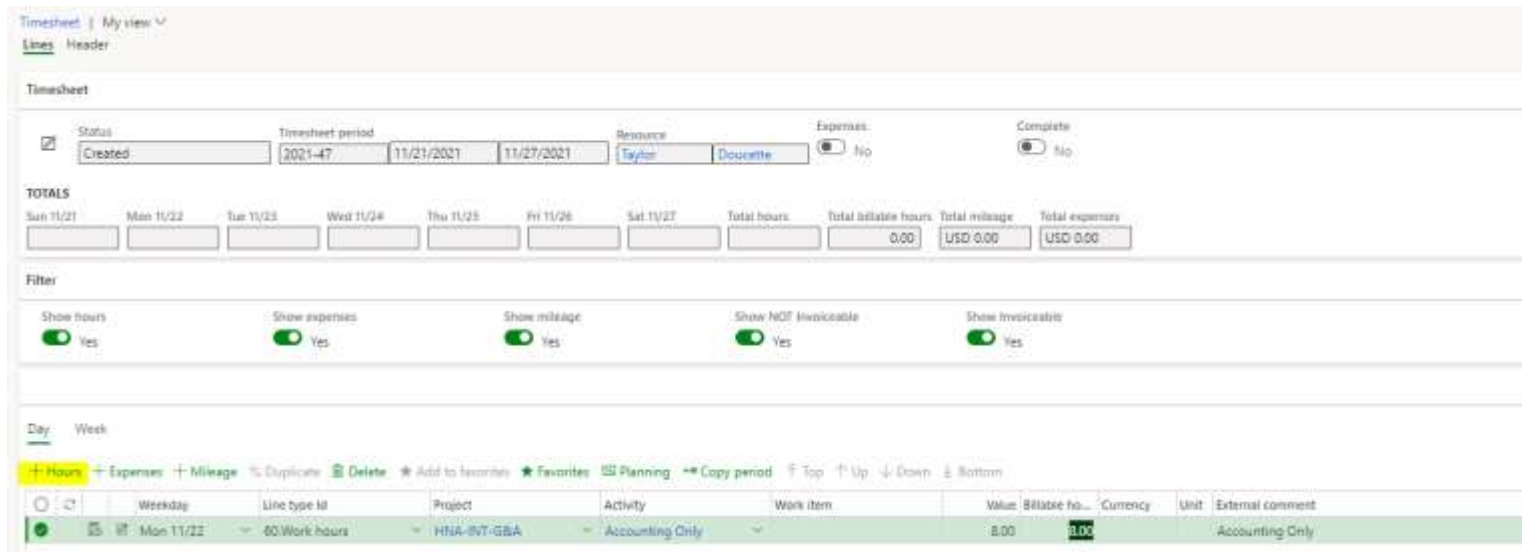 Timesheet | My view
Lines Header
Timesheet
Status Timesheet period Resource Expenses Complete
Created 2021-47 11/21/2021 11/27/2021 Taylor Doucette No No
TOTALS
Sun 11/21 Mon 11/22 Tue 11/23 Wed 11/24 Thu 11/25 Fri 11/26 Sat 11/27 Total hours Total billable hours Total mileage Total expenses
0.00 USD 0.00 USD 0.00
Filter
Show hours Show expenses Show mileage Show NOT Invoiceable Show Invoiceable
Yes Yes Yes Yes Yes
Day Week
+ Hours + Expenses + Mileage Duplicate Delete Add to favorites Favorites Planning Copy period Top Up Down Bottom
Weekday Line type Id Project Activity Work item Value Billable ho... Currency Unit External comment
Mon 11/22 60.Work hours HNA-INT-G&A Accounting Only 8.00 8.00 Accounting Only